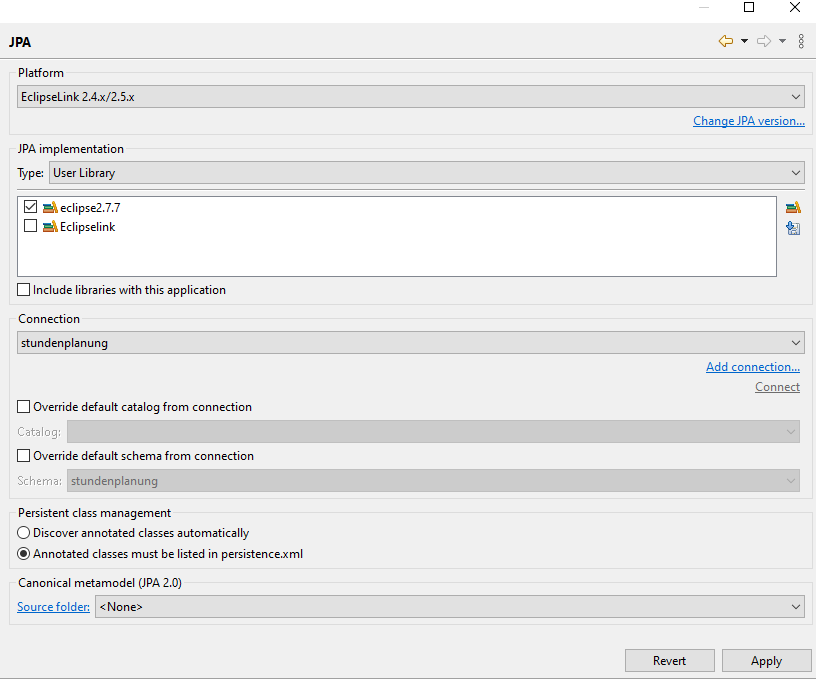 JPA
Platform
EclipseLink 2.4.x/2.5.x
Change JPA version...
JPA implementation
Type: User Library
eclipse2.7.7
Eclipselink
Include libraries with this application
Connection
stundenplanung
Add connection...
Connect
Override default catalog from connection
Catalog:
Override default schema from connection
Schema: stundenplanung
Persistent class management
Discover annotated classes automatically
Annotated classes must be listed in persistence.xml
Canonical metamodel (JPA 2.0)
Source folder: <None>
Revert Apply